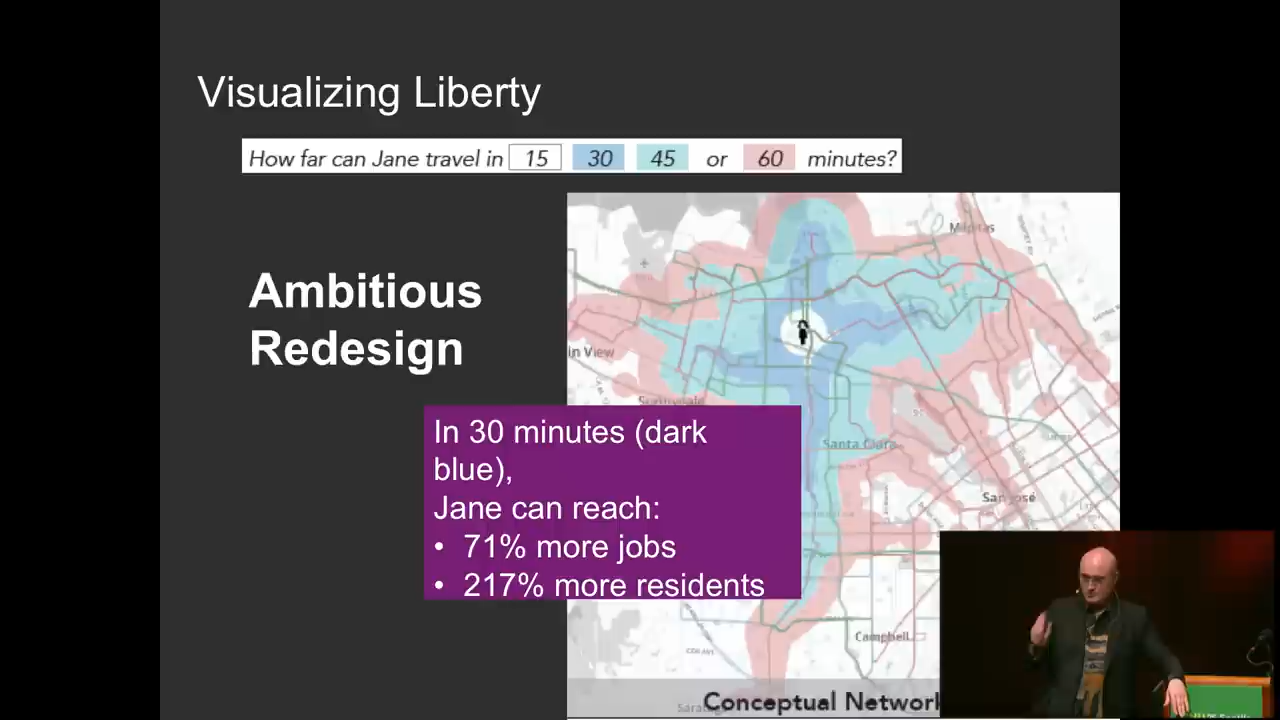 Visualizing Liberty
How far can Jane travel in 15 30 45 or 60 minutes?
Ambitious
Redesign
In 30 minutes (dark
blue),
Jane can reach:
• 71% more jobs
• 217% more residents
Milpitas
in View
Sunnyvale
Santa Clara
San José
Campbell
Conceptual Network